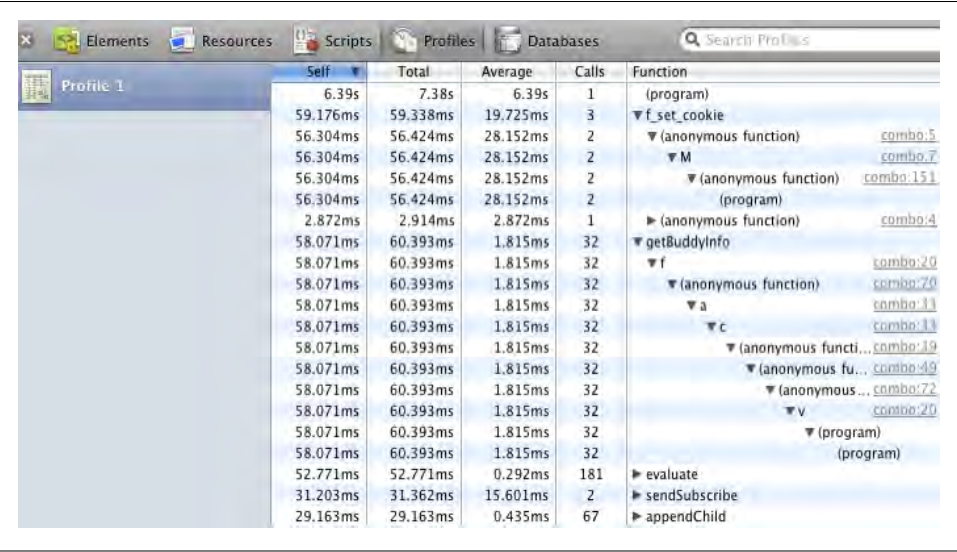 × Elements Resources Scripts Profiles Databases Search Profiles
Profile 1
Self ▼ Total Average Calls Function
6.39s 7.38s 6.39s 1 (program)
59.176ms 59.338ms 19.725ms 3 ▼ f_set_cookie
56.304ms 56.424ms 28.152ms 2 ▼ (anonymous function) combo:5
56.304ms 56.424ms 28.152ms 2 ▼ M combo:7
56.304ms 56.424ms 28.152ms 2 ▼ (anonymous function) combo:151
56.304ms 56.424ms 28.152ms 2 (program)
2.872ms 2.914ms 2.872ms 1 ► (anonymous function) combo:4
58.071ms 60.393ms 1.815ms 32 ▼ getBuddyInfo
58.071ms 60.393ms 1.815ms 32 ▼ f combo:20
58.071ms 60.393ms 1.815ms 32 ▼ (anonymous function) combo:70
58.071ms 60.393ms 1.815ms 32 ▼ a combo:33
58.071ms 60.393ms 1.815ms 32 ▼ c combo:33
58.071ms 60.393ms 1.815ms 32 ▼ (anonymous functi... combo:39
58.071ms 60.393ms 1.815ms 32 ▼ (anonymous fu... combo:49
58.071ms 60.393ms 1.815ms 32 ▼ (anonymous ... combo:72
58.071ms 60.393ms 1.815ms 32 ▼ v combo:20
58.071ms 60.393ms 1.815ms 32 ▼ (program)
58.071ms 60.393ms 1.815ms 32 (program)
52.771ms 52.771ms 0.292ms 181 ► evaluate
31.203ms 31.362ms 15.601ms 2 ► sendSubscribe
29.163ms 29.163ms 0.435ms 67 ► appendChild